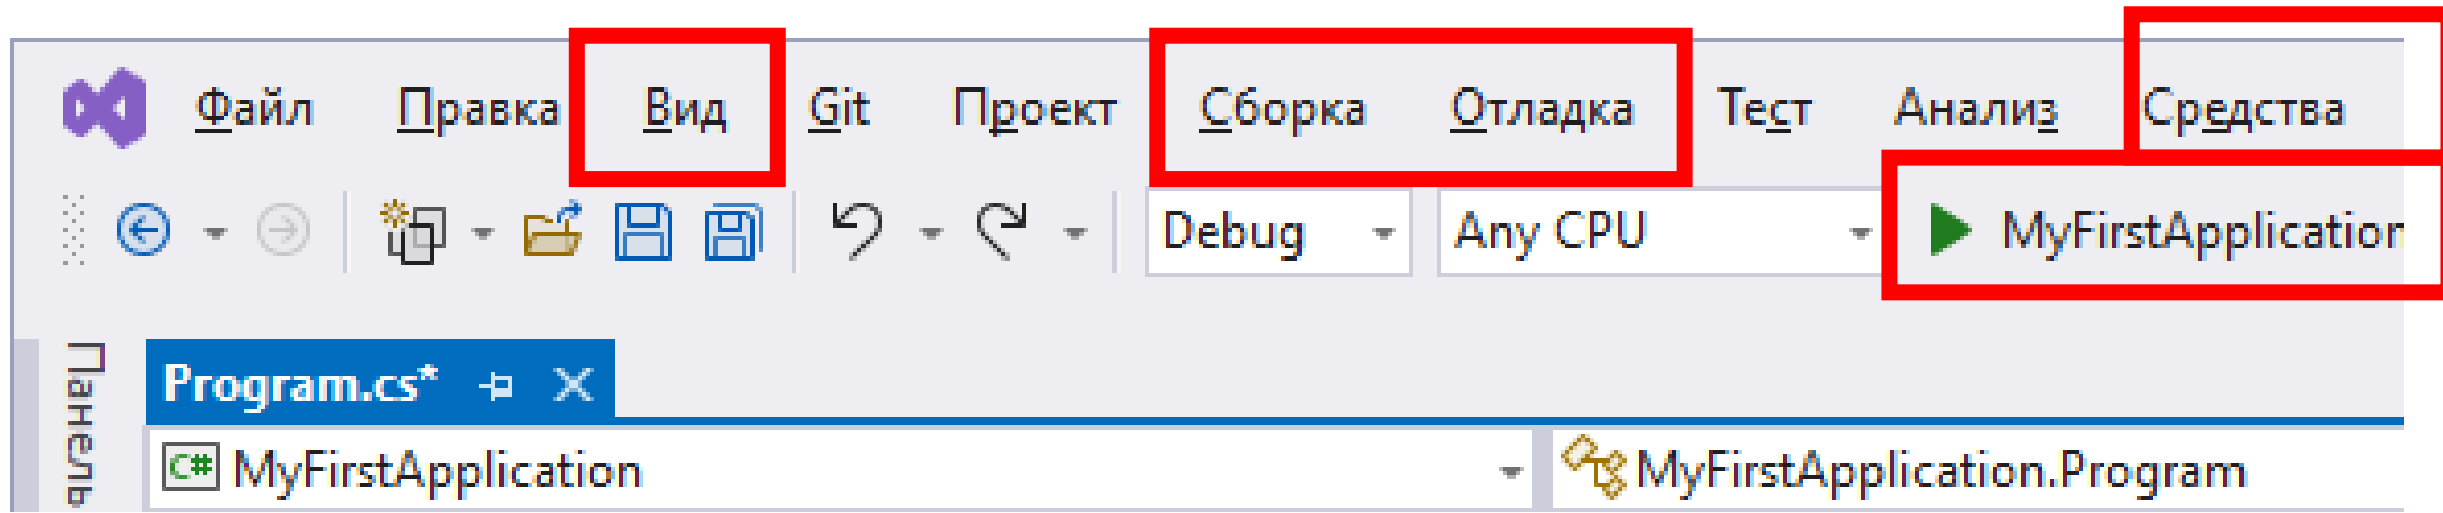 Файл Правка Вид Git Проект Сборка Отладка Тест Анализ Средства
Debug Any CPU MyFirstApplication
Панель
Program.cs*
C# MyFirstApplication MyFirstApplication.Program